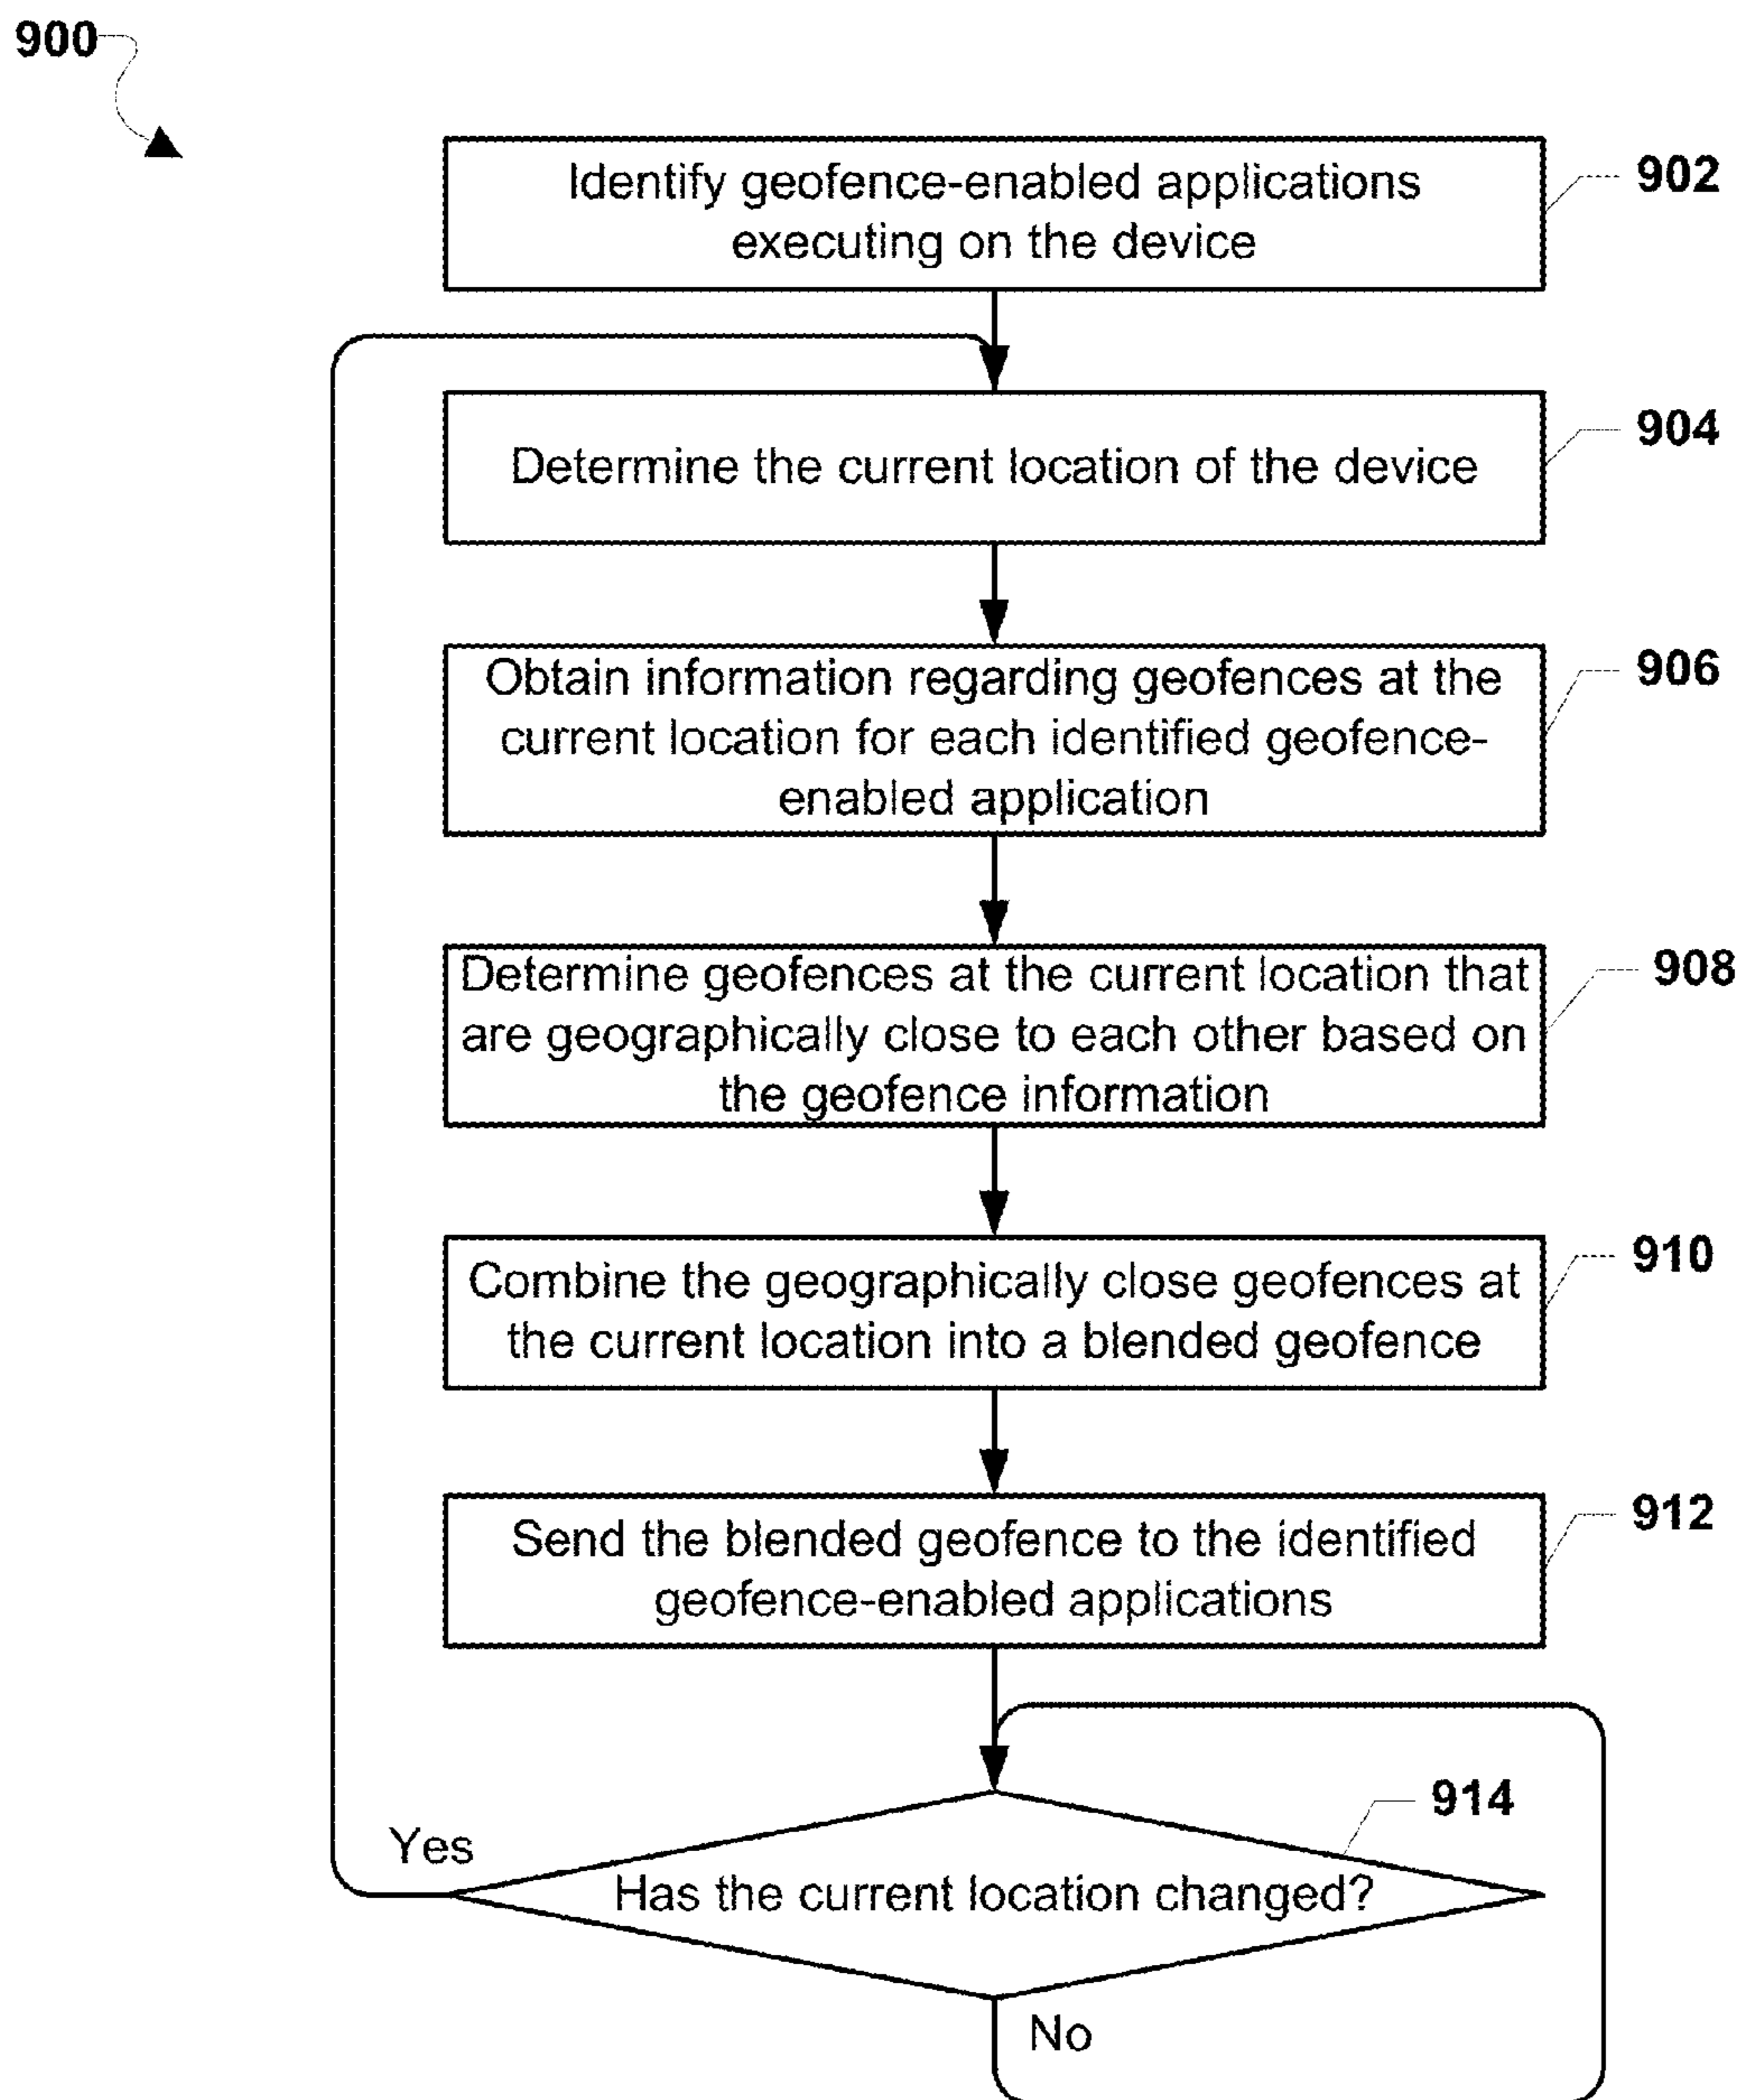 900
Identify geofence-enabled applications
executing on the device
902
Determine the current location of the device
904
Obtain information regarding geofences at the
current location for each identified geofence-
enabled application
906
Determine geofences at the current location that
are geographically close to each other based on
the geofence information
908
Combine the geographically close geofences at
the current location into a blended geofence
910
Send the blended geofence to the identified
geofence-enabled applications
912
914
Yes
Has the current location changed?
No